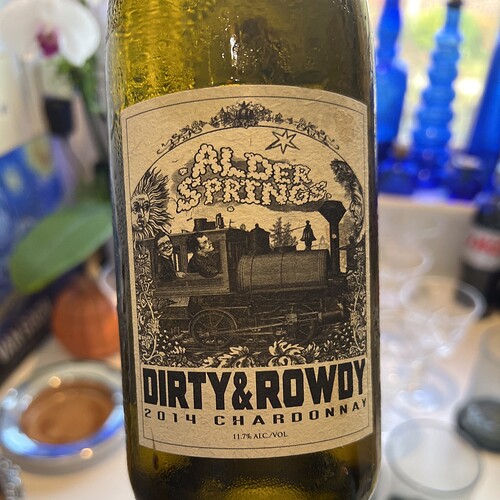 ALDER
SPRINGS
DIRTY&ROWDY
2014 CHARDONNAY
11.7% ALC./VOL.